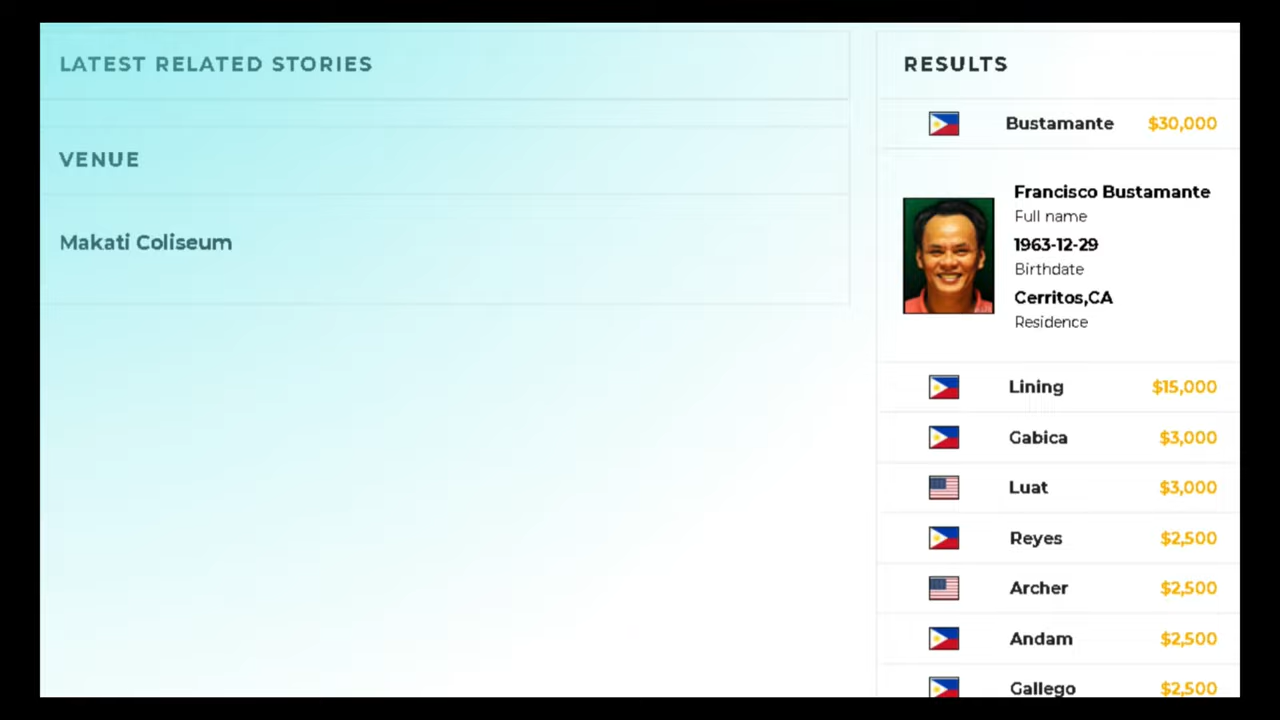 LATEST RELATED STORIES
VENUE
Makati Coliseum
RESULTS
Bustamante $30,000
Francisco Bustamante
Full name
1963-12-29
Birthdate
Cerritos,CA
Residence
Lining $15,000
Gabica $3,000
Luat $3,000
Reyes $2,500
Archer $2,500
Andam $2,500
Gallego $2,500